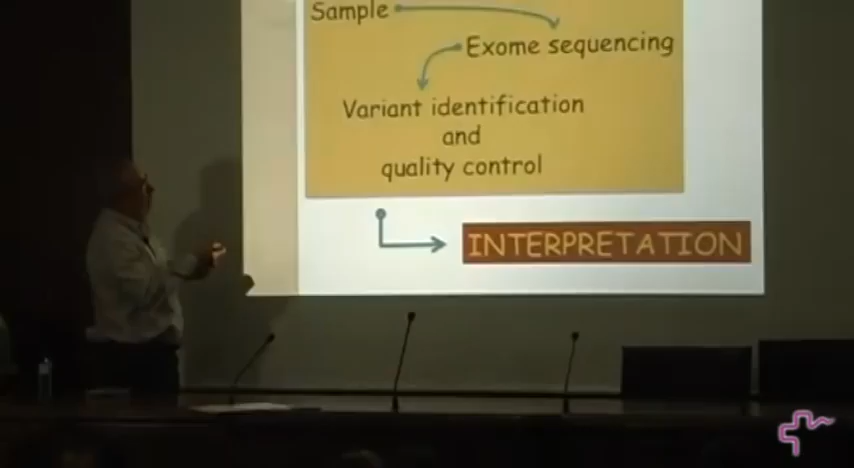 Sample
Exome sequencing
Variant identification
and
quality control
INTERPRETATION